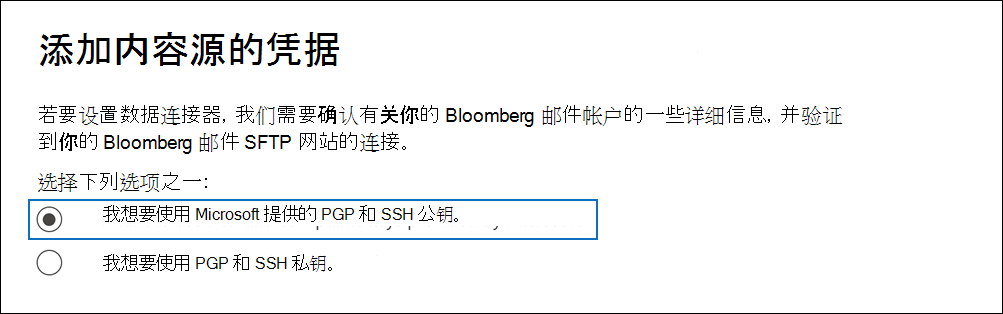 添加内容源的凭据
若要设置数据连接器, 我们需要确认有关你的 Bloomberg 邮件帐户的一些详细信息, 并验证
到你的 Bloomberg 邮件 SFTP 网站的连接。
选择下列选项之一:
我想要使用 Microsoft 提供的 PGP 和 SSH 公钥。
我想要使用 PGP 和 SSH 私钥。